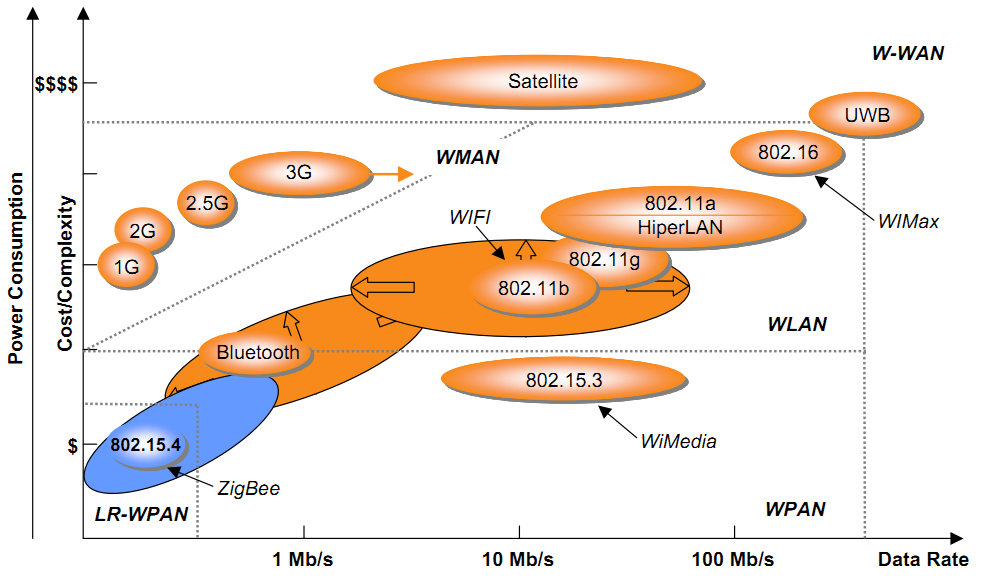 W-WAN
$$$$
Satellite
UWB
802.16
WMAN
3G
2.5G
802.11a
HiperLAN
WIMax
WIFI
2G
1G
802.11g
802.11b
Power Consumption
Cost/Complexity
WLAN
Bluetooth
802.15.3
WiMedia
$
802.15.4
ZigBee
LR-WPAN
WPAN
1 Mb/s
10 Mb/s
100 Mb/s
Data Rate